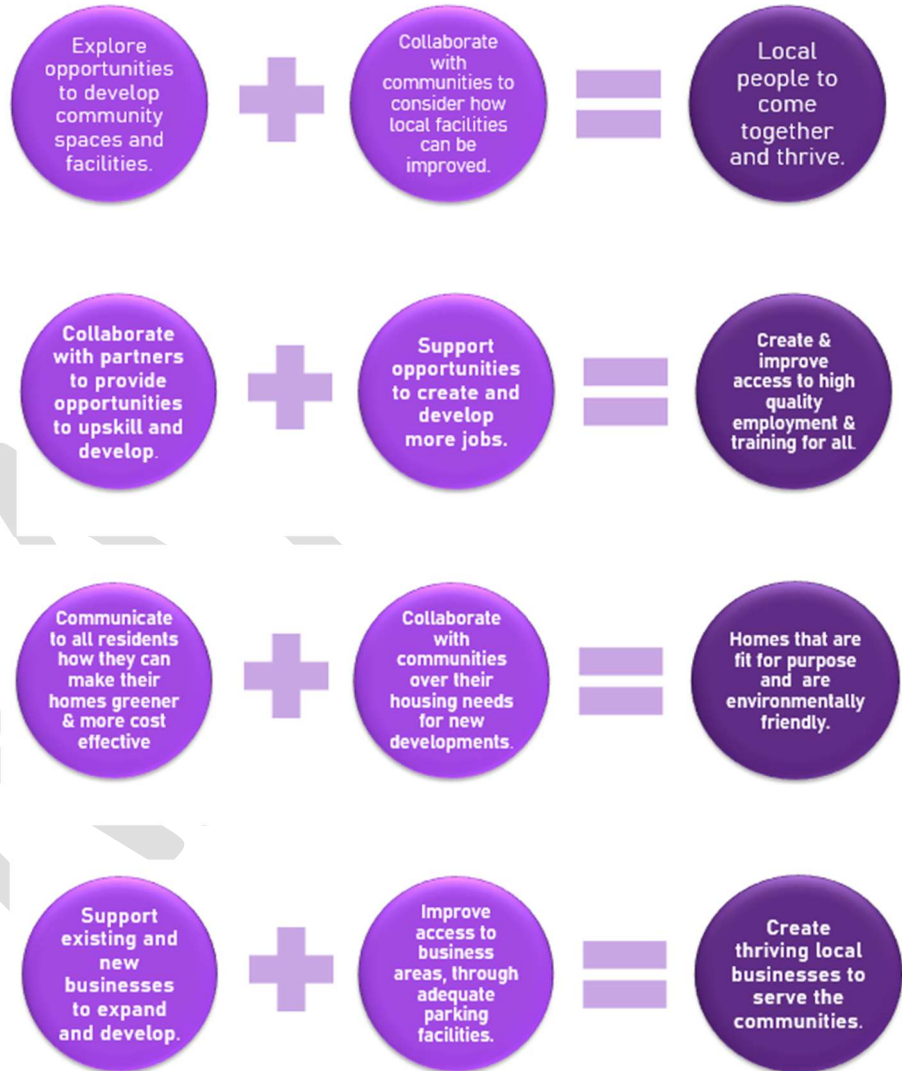 Explore
opportunities
to develop
community
spaces and
facilities.
Collaborate
with
communities to
consider how
local facilities
can be
improved.
Local
people to
come
together
and thrive.
Collaborate
with partners
to provide
opportunities
to upskill and
develop.
Support
opportunities
to create and
develop
more jobs.
Create &
improve
access to high
quality
employment &
training for all.
Communicate
to all residents
how they can
make their
homes greener
& more cost
effective
Collaborate
with
communities
over their
housing needs
for new
developments.
Homes that are
fit for purpose
and are
environmentally
friendly.
Support
existing and
new
businesses
to expand
and develop.
Improve
access to
business
areas, through
adequate
parking
facilities.
Create
thriving local
businesses to
serve the
communities.